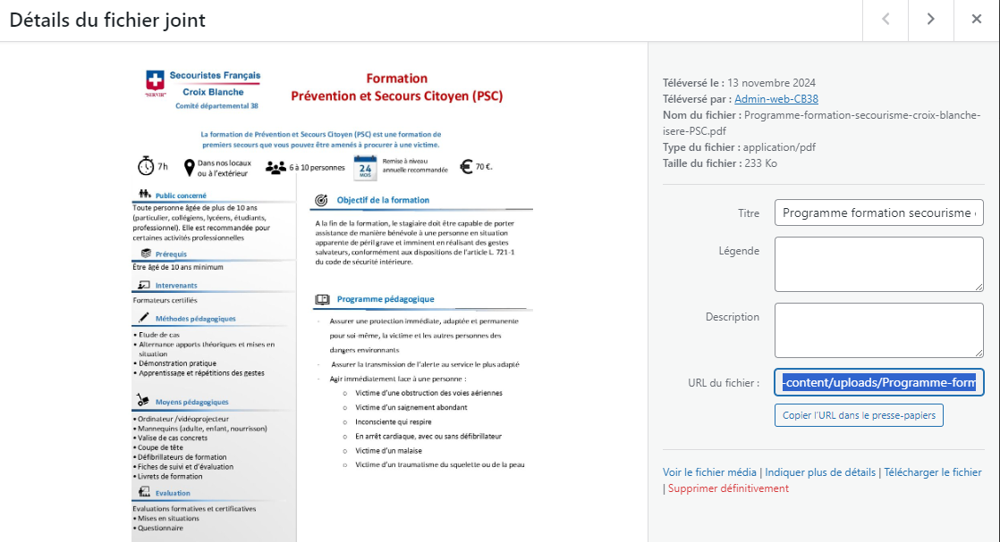 Détails du fichier joint
Secouristes Français
Croix Blanche
"SERVIR"
Comité départemental 38
Formation
Prévention et Secours Citoyen (PSC)
La formation de Prévention et Secours Citoyen (PSC) est une formation de
premiers secours que vous pouvez être amenés à procurer à une victime.
7h
Dans nos locaux
ou à l'extérieur
6 à 10 personnes
24
MOIS
Remise à niveau
annuelle recommandée
70 €.
Public concerné
Toute personne âgée de plus de 10 ans
(particulier, collégiens, lycéens, étudiants,
professionnel). Elle est recommandée pour
certaines activités professionnelles
Prérequis
Être âgé de 10 ans minimum
Intervenants
Formateurs certifiés
Méthodes pédagogiques
• Etude de cas
• Alternance apports théoriques et mises en
situation
• Démonstration pratique
• Apprentissage et répétitions des gestes
Moyens pédagogiques
• Ordinateur /vidéoprojecteur
• Mannequins (adulte, enfant, nourrisson)
• Valise de cas concrets
• Coupe de tête
• Défibrillateurs de formation
• Fiches de suivi et d'évaluation
• Livrets de formation
Evaluation
Evaluations formatives et certificatives
• Mises en situations
• Questionnaire
Objectif de la formation
A la fin de la formation, le stagiaire doit être capable de porter
assistance de manière bénévole à une personne en situation
apparente de péril grave et imminent en réalisant des gestes
salvateurs, conformément aux dispositions de l'article L. 721-1
du code de sécurité intérieure.
Programme pédagogique
- Assurer une protection immédiate, adaptée et permanente
pour soi-même, la victime et les autres personnes des
dangers environnants
- Assurer la transmission de l'alerte au service le plus adapté
- Agir immédiatement face à une personne :
o Victime d'une obstruction des voies aériennes
o Victime d'un saignement abondant
o Inconsciente qui respire
o En arrêt cardiaque, avec ou sans défibrillateur
o Victime d'un malaise
o Victime d'un traumatisme du squelette ou de la peau
Téléversé le : 13 novembre 2024
Téléversé par : Admin-web-CB38
Nom du fichier : Programme-formation-secourisme-croix-blanche-
isere-PSC.pdf
Type du fichier : application/pdf
Taille du fichier : 233 Ko
Titre
Programme formation secourisme
Légende
Description
URL du fichier :
-content/uploads/Programme-form
Copier l'URL dans le presse-papiers
Voir le fichier média | Indiquer plus de détails | Télécharger le fichier
| Supprimer définitivement